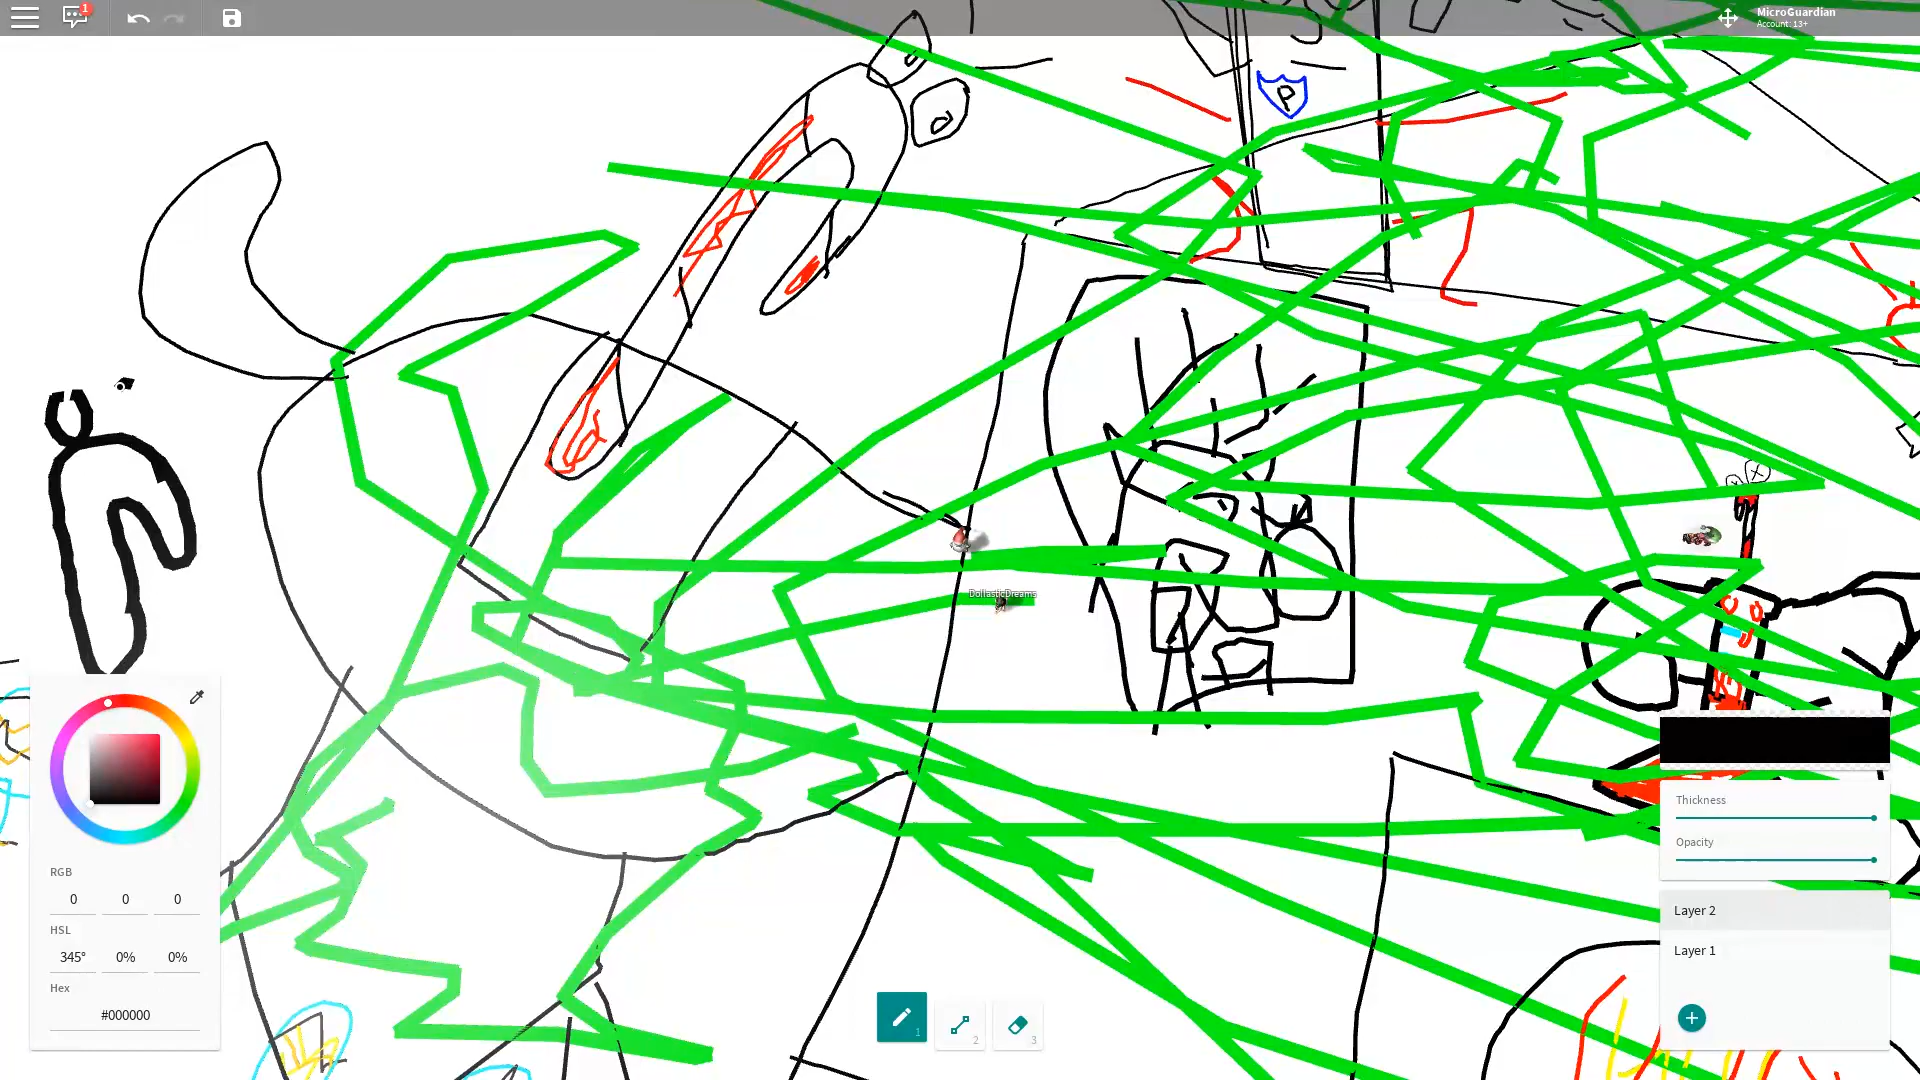 1
MicroGuardian
Account: 13+
P
DollasticDreams
Thickness
Opacity
RGB
0 0 0
HSL
345° 0% 0%
Hex
#000000
Layer 2
Layer 1
1 2 3